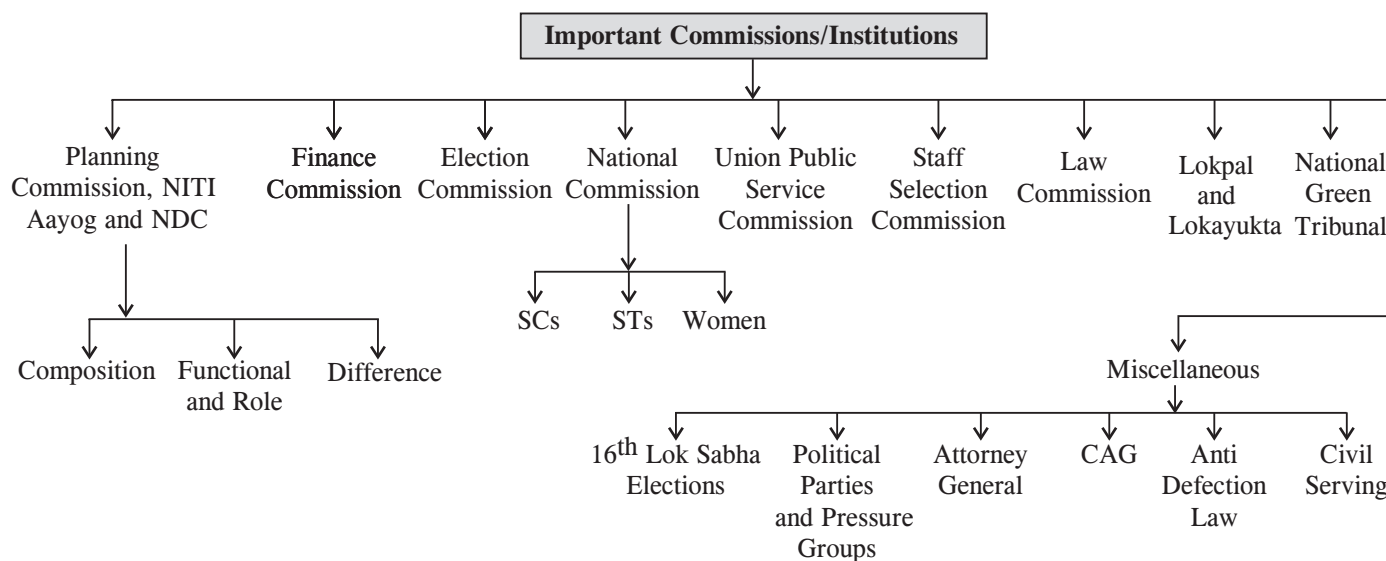 Important Commissions/Institutions
Planning
Commission, NITI
Aayog and NDC
Finance
Commission
Election
Commission
National
Commission
Union Public
Service
Commission
Staff
Selection
Commission
Law
Commission
Lokpal
and
Lokayukta
National
Green
Tribunal
SCs
STs
Women
Composition
Functional
and Role
Difference
Miscellaneous
16th Lok Sabha
Elections
Political
Parties
and Pressure
Groups
Attorney
General
CAG
Anti
Defection
Law
Civil
Serving